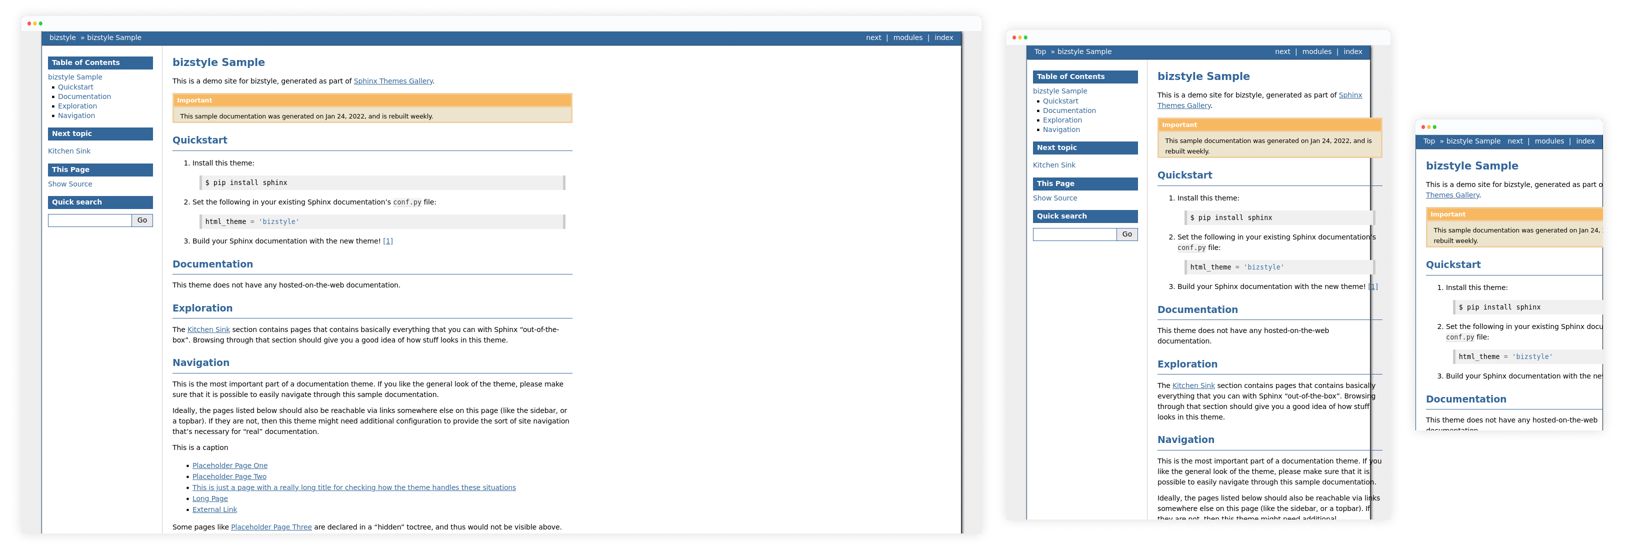 bizstyle » bizstyle Sample next | modules | index
Table of Contents
bizstyle Sample
Quickstart
Documentation
Exploration
Navigation
Next topic
Kitchen Sink
This Page
Show Source
Quick search
Go
bizstyle Sample
This is a demo site for bizstyle, generated as part of Sphinx Themes Gallery.
Important
This sample documentation was generated on Jan 24, 2022, and is rebuilt weekly.
Quickstart
1. Install this theme:
$ pip install sphinx
2. Set the following in your existing Sphinx documentation's conf.py file:
html_theme = 'bizstyle'
3. Build your Sphinx documentation with the new theme! [1]
Documentation
This theme does not have any hosted-on-the-web documentation.
Exploration
The Kitchen Sink section contains pages that contains basically everything that you can with Sphinx “out-of-the-
box”. Browsing through that section should give you a good idea of how stuff looks in this theme.
Navigation
This is the most important part of a documentation theme. If you like the general look of the theme, please make
sure that it is possible to easily navigate through this sample documentation.
Ideally, the pages listed below should also be reachable via links somewhere else on this page (like the sidebar, or
a topbar). If they are not, then this theme might need additional configuration to provide the sort of site navigation
that's necessary for “real” documentation.
This is a caption
Placeholder Page One
Placeholder Page Two
This is just a page with a really long title for checking how the theme handles these situations
Long Page
External Link
Some pages like Placeholder Page Three are declared in a “hidden” toctree, and thus would not be visible above.
Top » bizstyle Sample next | modules | index
Table of Contents
bizstyle Sample
Quickstart
Documentation
Exploration
Navigation
Next topic
Kitchen Sink
This Page
Show Source
Quick search
Go
bizstyle Sample
This is a demo site for bizstyle, generated as part of Sphinx
Themes Gallery.
Important
This sample documentation was generated on Jan 24, 2022, and is
rebuilt weekly.
Quickstart
1. Install this theme:
$ pip install sphinx
2. Set the following in your existing Sphinx documentation's
conf.py file:
html_theme = 'bizstyle'
3. Build your Sphinx documentation with the new theme! [1]
Documentation
This theme does not have any hosted-on-the-web
documentation.
Exploration
The Kitchen Sink section contains pages that contains basically
everything that you can with Sphinx “out-of-the-box”. Browsing
through that section should give you a good idea of how stuff
looks in this theme.
Navigation
This is the most important part of a documentation theme. If you
like the general look of the theme, please make sure that it is
possible to easily navigate through this sample documentation.
Ideally, the pages listed below should also be reachable via links
somewhere else on this page (like the sidebar, or a topbar). If
they are not, then this theme might need additional
Top » bizstyle Sample next | modules | index
bizstyle Sample
This is a demo site for bizstyle, generated as part o
Themes Gallery.
Important
This sample documentation was generated on Jan 24,
rebuilt weekly.
Quickstart
1. Install this theme:
$ pip install sphinx
2. Set the following in your existing Sphinx docu
conf.py file:
html_theme = 'bizstyle'
3. Build your Sphinx documentation with the ne
Documentation
This theme does not have any hosted-on-the-web
documentation.